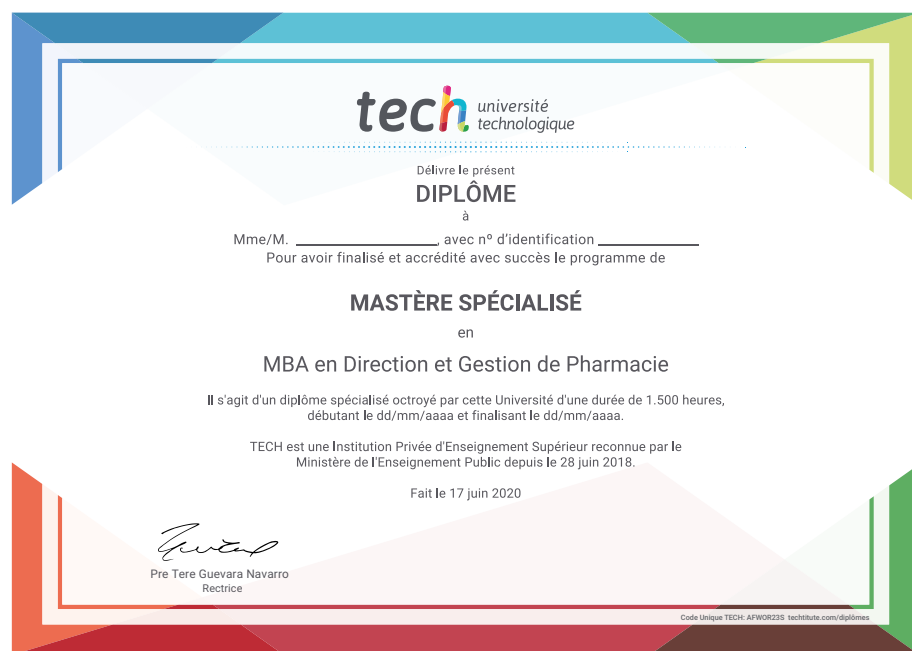 tech université
technologique
Délivre le présent
DIPLÔME
à
Mme/M. ____________________, avec nº d'identification ______________
Pour avoir finalisé et accrédité avec succès le programme de
MASTÈRE SPÉCIALISÉ
en
MBA en Direction et Gestion de Pharmacie
Il s'agit d'un diplôme spécialisé octroyé par cette Université d'une durée de 1.500 heures,
débutant le dd/mm/aaaa et finalisant le dd/mm/aaaa.
TECH est une Institution Privée d'Enseignement Supérieur reconnue par le
Ministère de l'Enseignement Public depuis le 28 juin 2018.
Fait le 17 juin 2020
Pre Tere Guevara Navarro
Rectrice
Code Unique TECH: AFWOR23S techtitute.com/diplômes